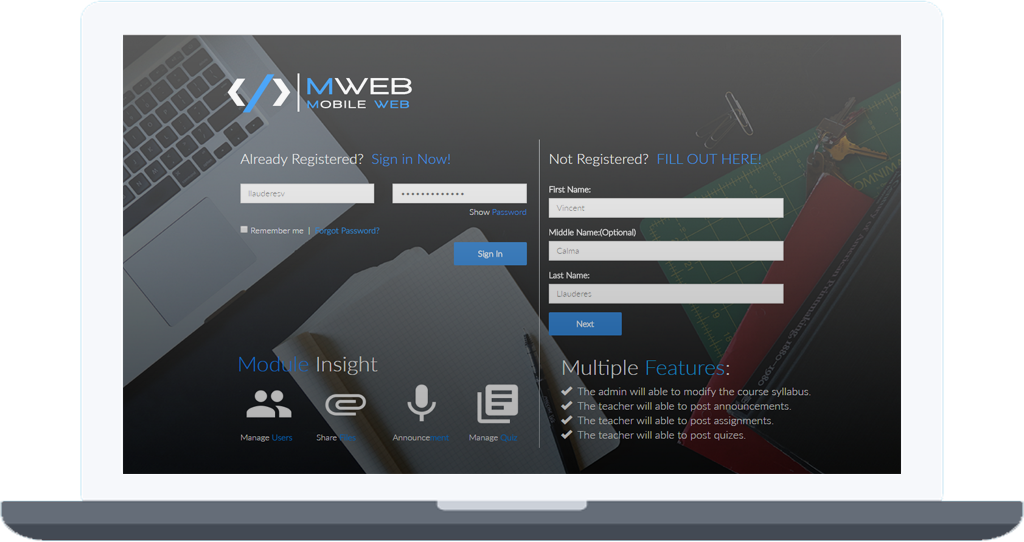 MWEB
MOBILE WEB
Already Registered? Sign in Now!
llauderesv
•••••••••••••
Show Password
Remember me | Forgot Password?
Sign In
Not Registered? FILL OUT HERE!
First Name:
Vincent
Middle Name:(Optional)
Calma
Last Name:
Llauderes
Next
Module Insight
Manage Users
Share
Announcement
Manage Quiz
Multiple Features:
The admin will able to modify the course syllabus.
The teacher will able to post announcements.
The teacher will able to post assignments.
The teacher will able to post quizes.